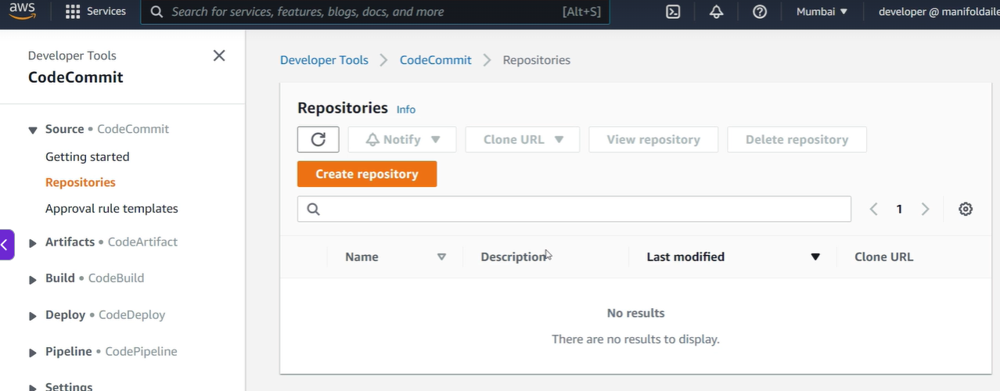 aws Services Search for services, features, blogs, docs, and more [Alt+S] Mumbai developer @ manifoldaile
Developer Tools
CodeCommit
Source • CodeCommit
Getting started
Repositories
Approval rule templates
Artifacts • CodeArtifact
Build • CodeBuild
Deploy • CodeDeploy
Pipeline • CodePipeline
Settings
Developer Tools CodeCommit Repositories
Repositories Info
Notify Clone URL View repository Delete repository
Create repository
1
Name Description Last modified Clone URL
No results
There are no results to display.